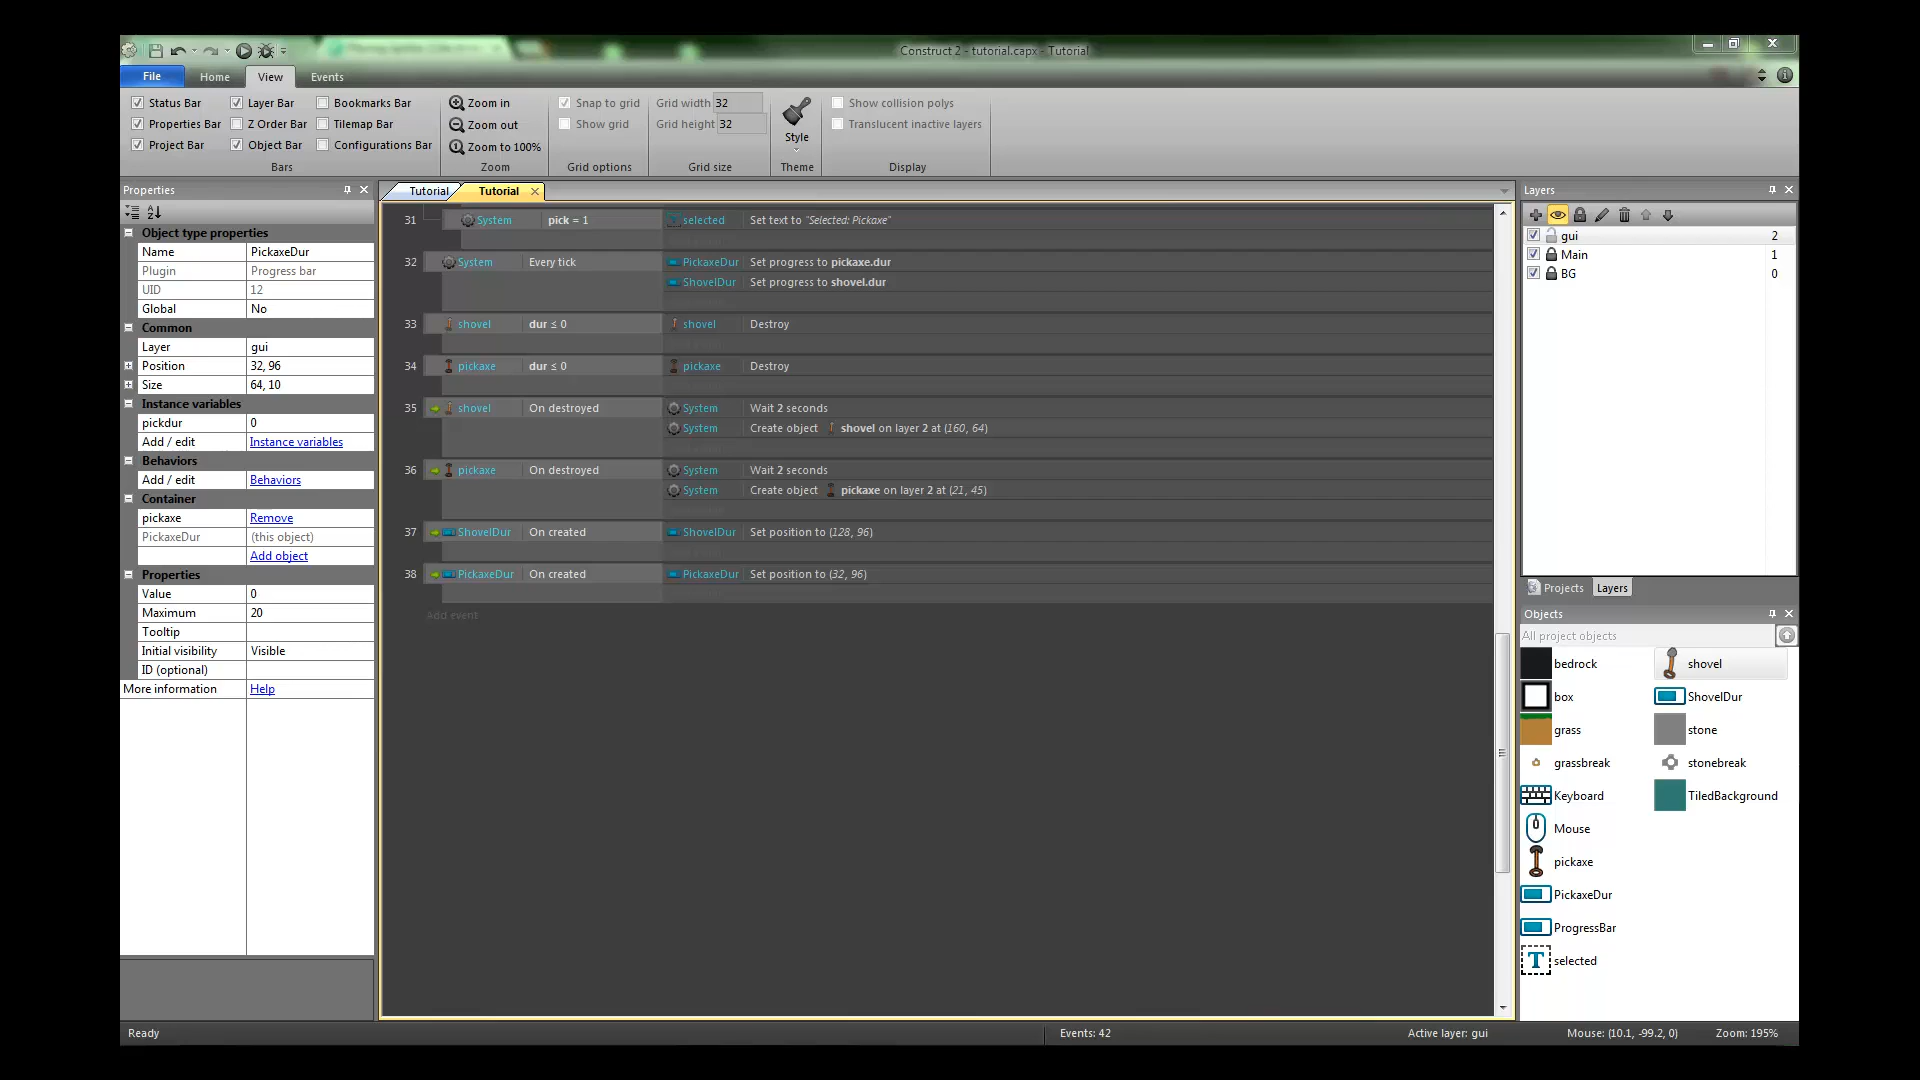 Construct 2 - tutorial.capx - Tutorial
File Home View Events
Status Bar Layer Bar Bookmarks Bar Zoom in Snap to grid Grid width 32 Show collision polys
Properties Bar Z Order Bar Tilemap Bar Zoom out Show grid Grid height 32 Style Translucent inactive layers
Project Bar Object Bar Configurations Bar Zoom to 100%
Bars Zoom Grid options Grid size Theme Display
Properties
Object type properties
Name PickaxeDur
Plugin Progress bar
UID 12
Global No
Common
Layer gui
Position 32, 96
Size 64, 10
Instance variables
pickdur 0
Add / edit Instance variables
Behaviors
Add / edit Behaviors
Container
pickaxe Remove
PickaxeDur (this object)
Add object
Properties
Value 0
Maximum 20
Tooltip
Initial visibility Visible
ID (optional)
More information Help
Tutorial Tutorial
31 System pick = 1 selected Set text to "Selected: Pickaxe"
32 System Every tick PickaxeDur Set progress to pickaxe.dur
ShovelDur Set progress to shovel.dur
33 shovel dur ≤ 0 shovel Destroy
34 pickaxe dur ≤ 0 pickaxe Destroy
35 shovel On destroyed System Wait 2 seconds
System Create object shovel on layer 2 at (160, 64)
36 pickaxe On destroyed System Wait 2 seconds
System Create object pickaxe on layer 2 at (21, 45)
37 ShovelDur On created ShovelDur Set position to (128, 96)
38 PickaxeDur On created PickaxeDur Set position to (32, 96)
Add event
Layers
gui 2
Main 1
BG 0
Projects Layers
Objects
All project objects
bedrock shovel
box ShovelDur
grass stone
grassbreak stonebreak
Keyboard TiledBackground
Mouse
pickaxe
PickaxeDur
ProgressBar
selected
Ready Events: 42 Active layer: gui Mouse: (10.1, -99.2, 0) Zoom: 195%